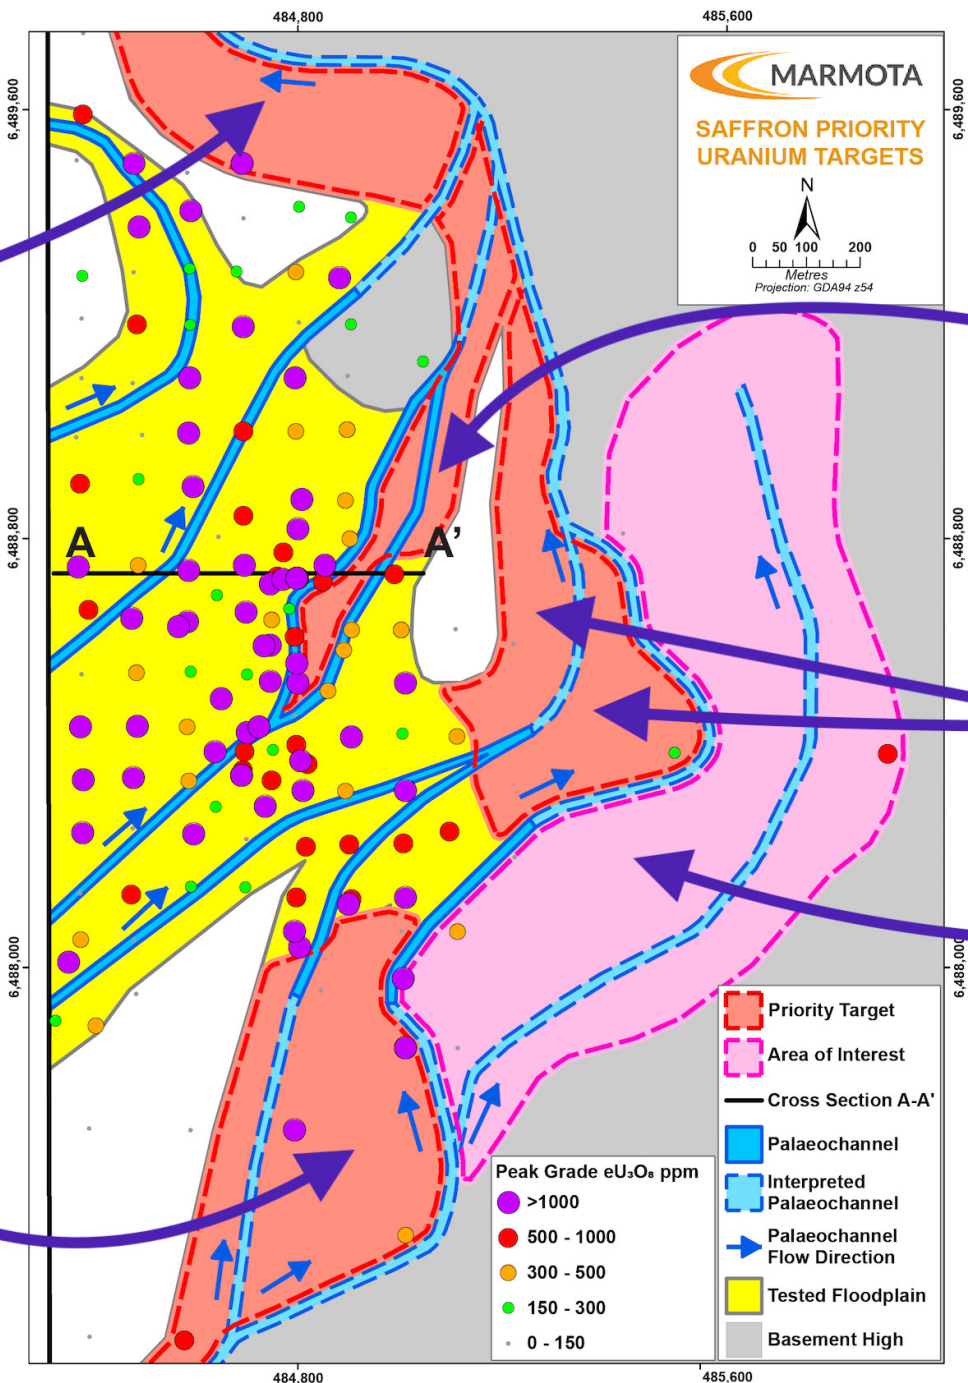 484,800
485,600
6,489,600
6,489,600
MARMOTA
SAFFRON PRIORITY
URANIUM TARGETS
N
0 50 100 200
Metres
Projection: GDA94 z54
A
A’
6,488,800
6,488,800
6,488,000
6,488,000
Priority Target
Area of Interest
Cross Section A-A'
Palaeochannel
Interpreted
Palaeochannel
Palaeochannel
Flow Direction
Tested Floodplain
Basement High
Peak Grade eU₃O₈ ppm
>1000
500 - 1000
300 - 500
150 - 300
0 - 150
484.800
485,600